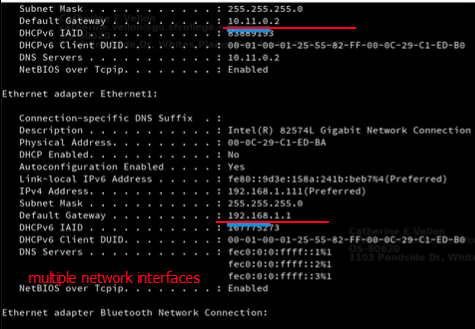 Catherine E Vellon
Subnet Mask . . . . . . . . . . . : 255.255.255.0
Default Gateway . . . . . . . . . : 10.11.0.2
DHCPv6 IAID . . . . . . . . . . . : 83889193
DHCPv6 Client DUID. . . . . . . . : 00-01-00-01-25-55-82-FF-00-0C-29-C1-ED-B0
DNS Servers . . . . . . . . . . . : 10.11.0.2
NetBIOS over Tcpip. . . . . . . . : Enabled
Ethernet adapter Ethernet1:
Connection-specific DNS Suffix  . :
Description . . . . . . . . . . . : Intel(R) 82574L Gigabit Network Connection
Physical Address. . . . . . . . . : 00-0C-29-C1-ED-BA
DHCP Enabled. . . . . . . . . . . : No
Autoconfiguration Enabled . . . . : Yes
Link-local IPv6 Address . . . . . : fe80::9d3e:158a:241b:beb7%4(Preferred)
IPv4 Address. . . . . . . . . . . : 192.168.1.111(Preferred)
Subnet Mask . . . . . . . . . . . : 255.255.255.0
Default Gateway . . . . . . . . . : 192.168.1.1
DHCPv6 IAID . . . . . . . . . . . : 167775273
Catherine E Vellon
DHCPv6 Client DUID. . . . . . . . : 00-01-00-01-25-55-82-FF-00-0C-29-C1-ED-B0
OS-90620
DNS Servers . . . . . . . . . . . : fec0:0:0:ffff::1%1
1103 Pondside Dr, White
fec0:0:0:ffff::2%1
fec0:0:0:ffff::3%1
multiple network interfaces
NetBIOS over Tcpip. . . . . . . . : Enabled
Ethernet adapter Bluetooth Network Connection: